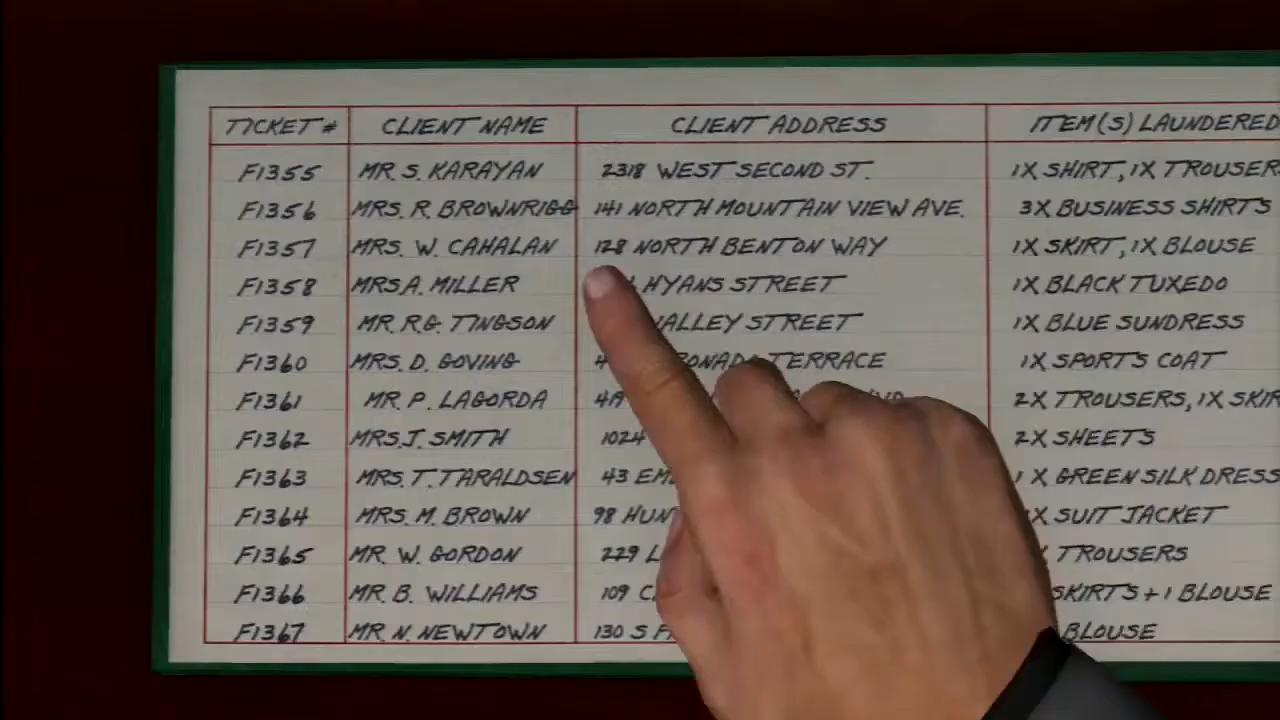 TICKET # CLIENT NAME CLIENT ADDRESS ITEM(S) LAUNDERED
F1355 MR. S. KARAYAN 2318 WEST SECOND ST. 1X SHIRT, 1X TROUSER
F1356 MRS. R. BROWNRIGG 141 NORTH MOUNTAIN VIEW AVE. 3X BUSINESS SHIRTS
F1357 MRS. W. CAHALAN 128 NORTH BENTON WAY 1X SKIRT, 1X BLOUSE
F1358 MRS A. MILLER HYANS STREET 1X BLACK TUXEDO
F1359 MR. R.G. TINGSON VALLEY STREET 1X BLUE SUNDRESS
F1360 MRS. D. GOVING TERRACE 1X SPORTS COAT
F1361 MR. P. LAGORDA 419 2X TROUSERS, 1X SKIR
F1362 MRS. J. SMITH 1024 2X SHEETS
F1363 MRS. T. TARALDSEN 43 1X GREEN SILK DRESS
F1364 MRS. M. BROWN 98 HUN X SUIT JACKET
F1365 MR. W. GORDON 229 L TROUSERS
F1366 MR. B. WILLIAMS 109 C SKIRTS + 1 BLOUSE
F1367 MR. N. NEWTOWN 130 S BLOUSE